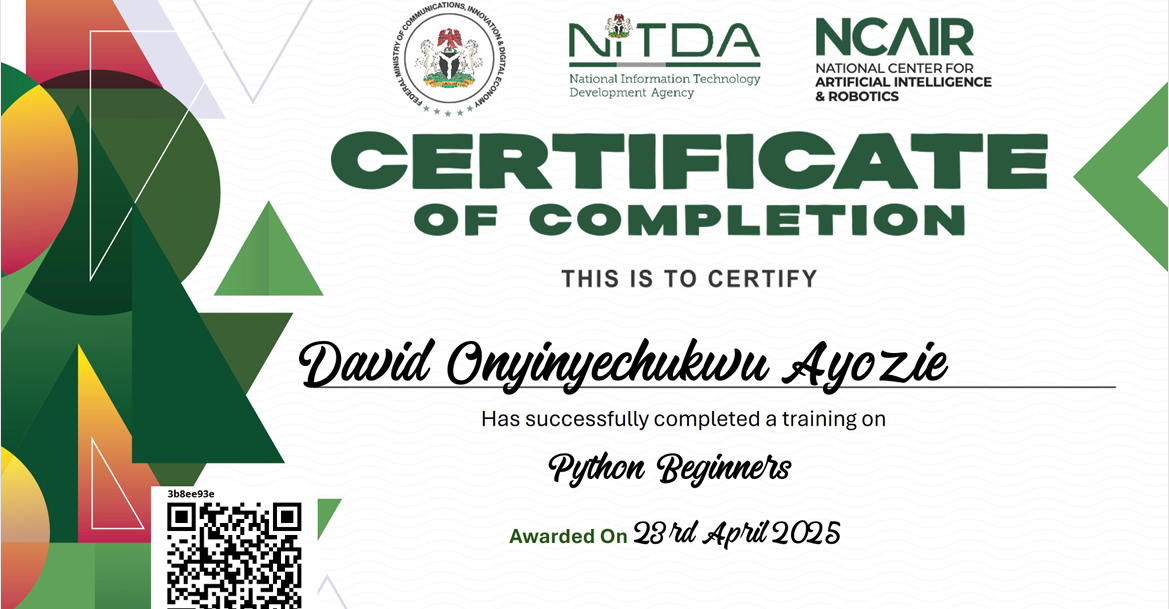 FEDERAL MINISTRY OF COMMUNICATIONS, INNOVATION & DIGITAL ECONOMY
NiTDA
National Information Technology
Development Agency
NCAIR
NATIONAL CENTER FOR
ARTIFICIAL INTELLIGENCE
& ROBOTICS
CERTIFICATE
OF COMPLETION
THIS IS TO CERTIFY
David Onyinyechukwu Ayozie
Has successfully completed a training on
Python Beginners
3b8ee93e
Awarded On 23rd April 2025